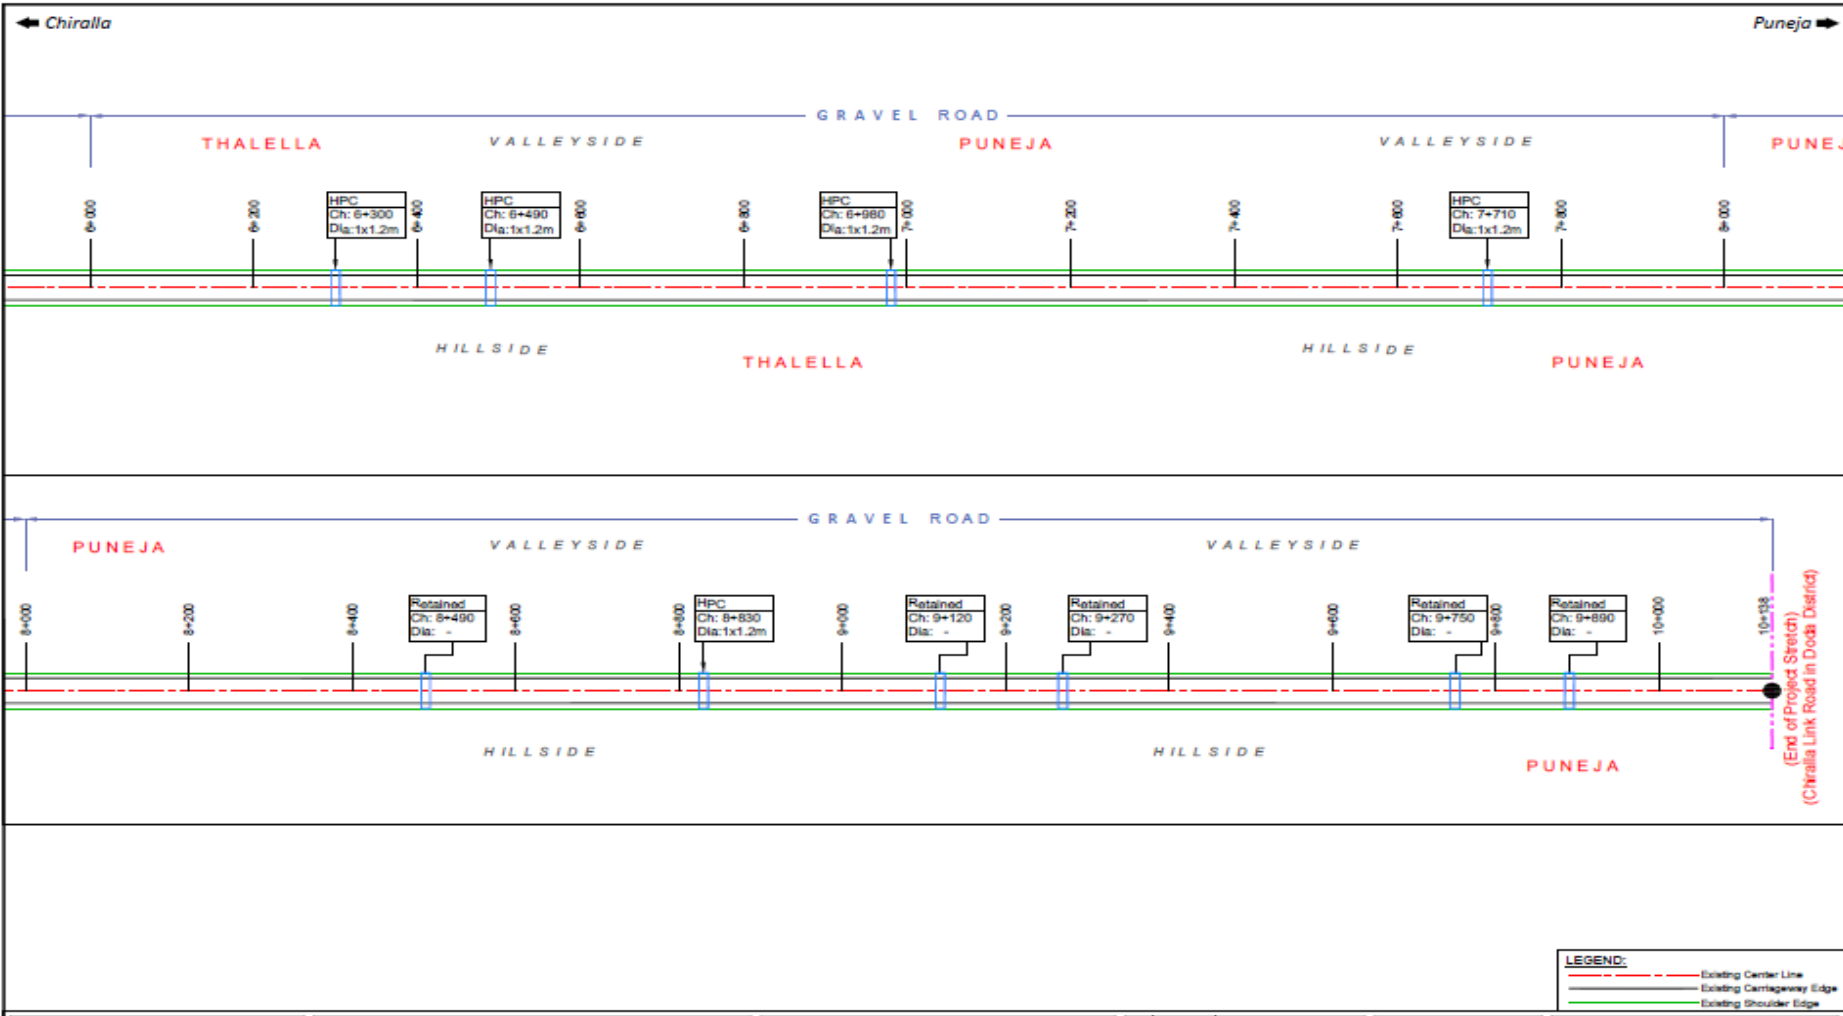 Chiralla
Puneja
GRAVEL ROAD
THALELLA
VALLEYSIDE
PUNEJA
VALLEYSIDE
PUNEJ
6+000
6+200
HPC
Ch: 6+300
Dia:1x1.2m
6+400
HPC
Ch: 6+490
Dia:1x1.2m
6+600
6+800
HPC
Ch: 6+980
Dia:1x1.2m
7+000
7+200
7+400
7+600
HPC
Ch: 7+710
Dia:1x1.2m
7+800
8+000
HILLSIDE
THALELLA
HILLSIDE
PUNEJA
GRAVEL ROAD
PUNEJA
VALLEYSIDE
VALLEYSIDE
8+000
8+200
8+400
Retained
Ch: 8+490
Dia: -
8+600
8+800
HPC
Ch: 8+830
Dia:1x1.2m
9+000
Retained
Ch: 9+120
Dia: -
9+200
Retained
Ch: 9+270
Dia: -
9+400
9+600
Retained
Ch: 9+750
Dia: -
9+800
Retained
Ch: 9+890
Dia: -
10+000
10+138
(End of Project Stretch)
(Chiralla Link Road in Doda District)
HILLSIDE
HILLSIDE
PUNEJA
LEGEND:
Existing Center Line
Existing Carriageway Edge
Existing Shoulder Edge